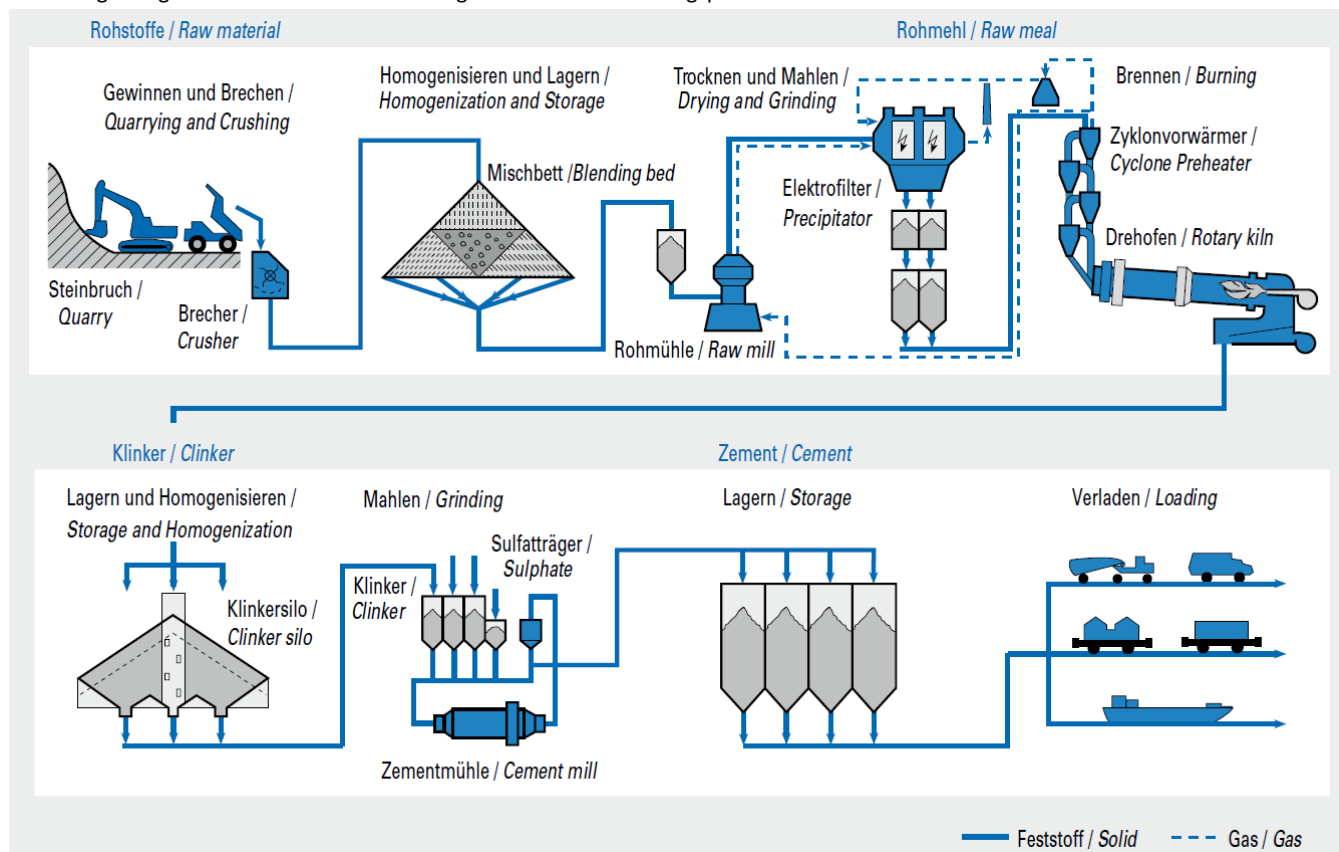 Rohstoffe / Raw material
Rohmehl / Raw meal
Gewinnen und Brechen /
Quarrying and Crushing
Homogenisieren und Lagern /
Homogenization and Storage
Trocknen und Mahlen /
Drying and Grinding
Brennen / Burning
Zyklonvorwärmer /
Cyclone Preheater
Mischbett /Blending bed
Elektrofilter /
Precipitator
Drehofen / Rotary kiln
Steinbruch /
Quarry
Brecher /
Crusher
Rohmühle / Raw mill
Klinker / Clinker
Zement / Cement
Lagern und Homogenisieren /
Storage and Homogenization
Mahlen / Grinding
Lagern / Storage
Verladen / Loading
Sulfatträger /
Sulphate
Klinker /
Clinker
Klinkersilo /
Clinker silo
Zementmühle / Cement mill
Feststoff / Solid
Gas / Gas